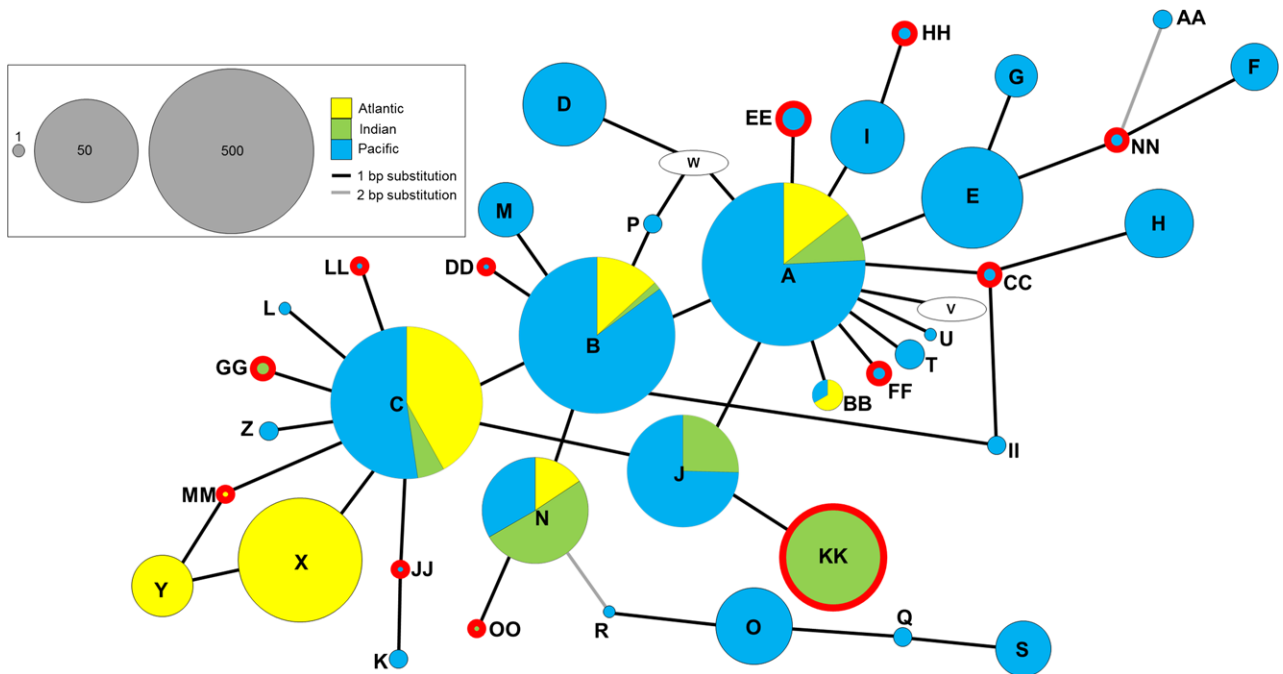 1
50
500
Atlantic
Indian
Pacific
1 bp substitution
2 bp substitution
AA
HH
F
G
D
EE
I
NN
W
E
M
P
H
LL
DD
A
CC
L
V
B
U
GG
T
FF
C
BB
Z
II
J
MM
N
X
KK
Y
JJ
OO
R
O
Q
S
K